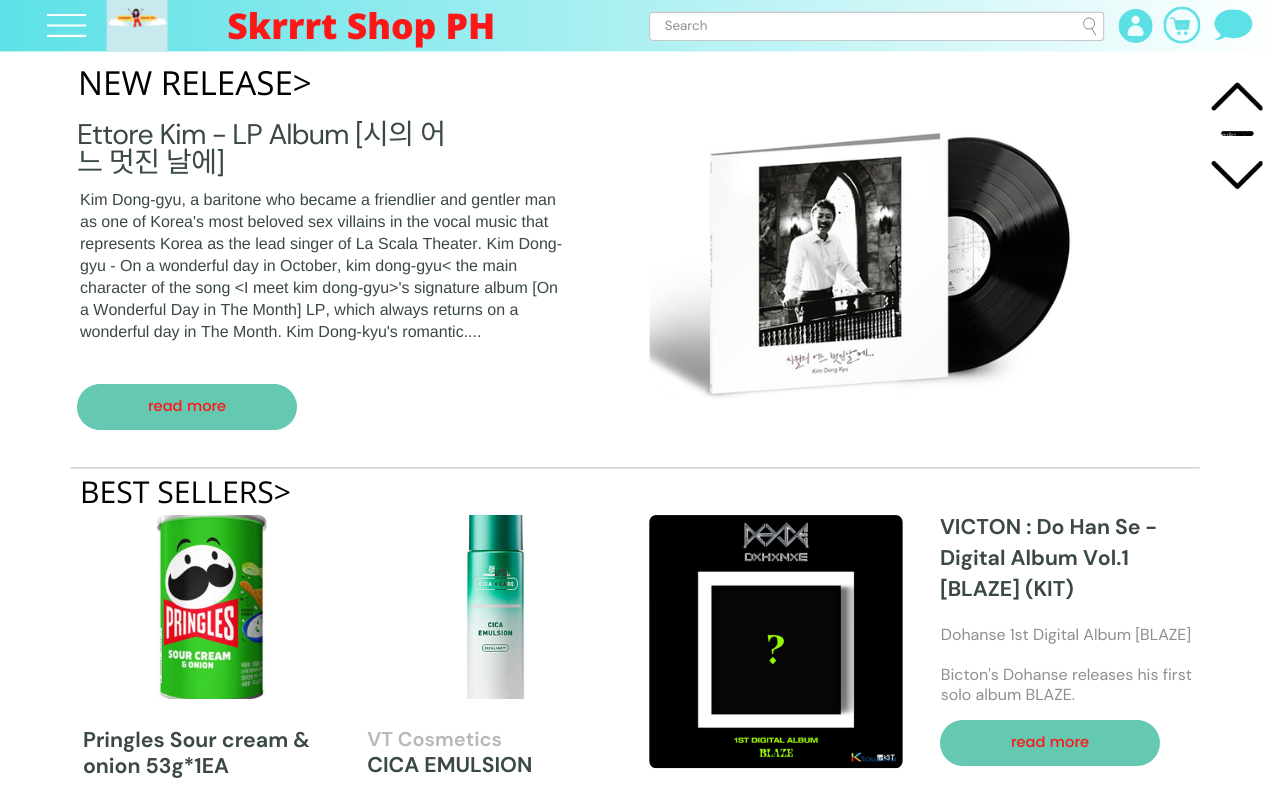 Skrrrt Shop PH
Search
NEW RELEASE>
Ettore Kim - LP Album [시의 어
느 멋진 날에]
Kim Dong-gyu, a baritone who became a friendlier and gentler man
as one of Korea's most beloved sex villains in the vocal music that
represents Korea as the lead singer of La Scala Theater. Kim Dong-
gyu - On a wonderful day in October, kim dong-gyu< the main
character of the song <I meet kim dong-gyu>'s signature album [On
a Wonderful Day in The Month] LP, which always returns on a
wonderful day in The Month. Kim Dong-kyu's romantic....
read more
Kim Dong Kyu
BEST SELLERS>
PRINGLES
SOUR CREAM
& ONION
Pringles Sour cream &
onion 53g*1EA
CICA CARE
CICA
EMULSION
VT Cosmetics
CICA EMULSION
DXHXNXE
?
1ST DIGITAL ALBUM
BLAZE
KIT
VICTON : Do Han Se -
Digital Album Vol.1
[BLAZE] (KIT)
Dohanse 1st Digital Album [BLAZE]
Bicton's Dohanse releases his first
solo album BLAZE.
read more